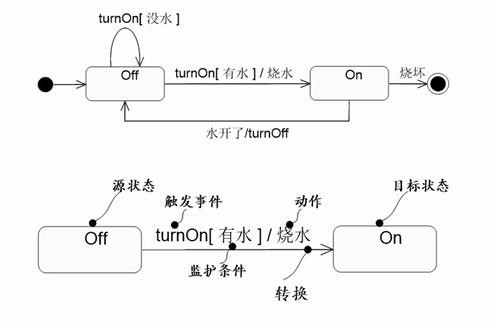 turnOn[ 没水 ]
Off
turnOn[ 有水 ] / 烧水
On
烧坏
水开了/turnOff
源状态
触发事件
动作
目标状态
Off
turnOn[ 有水 ] / 烧水
On
监护条件
转换